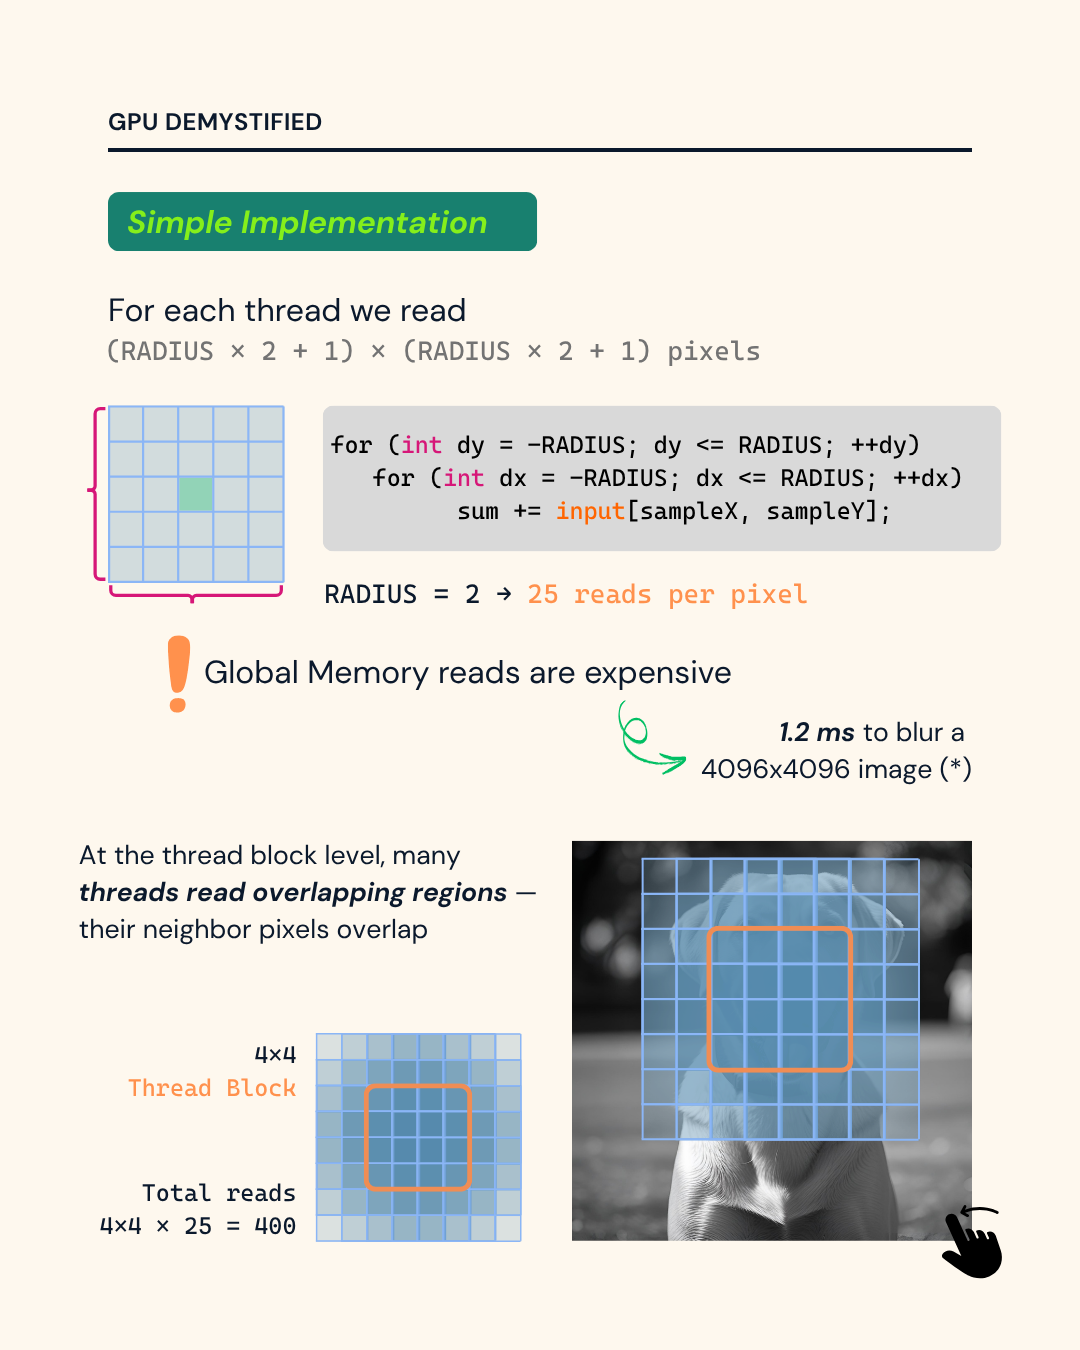 GPU DEMYSTIFIED
Simple Implementation
For each thread we read
(RADIUS × 2 + 1) × (RADIUS × 2 + 1) pixels
for (int dy = −RADIUS; dy <= RADIUS; ++dy)
for (int dx = −RADIUS; dx <= RADIUS; ++dx)
sum += input[sampleX, sampleY];
RADIUS = 2 → 25 reads per pixel
! Global Memory reads are expensive
1.2 ms to blur a
4096x4096 image (*)
At the thread block level, many
threads read overlapping regions —
their neighbor pixels overlap
4×4
Thread Block
Total reads
4×4 × 25 = 400